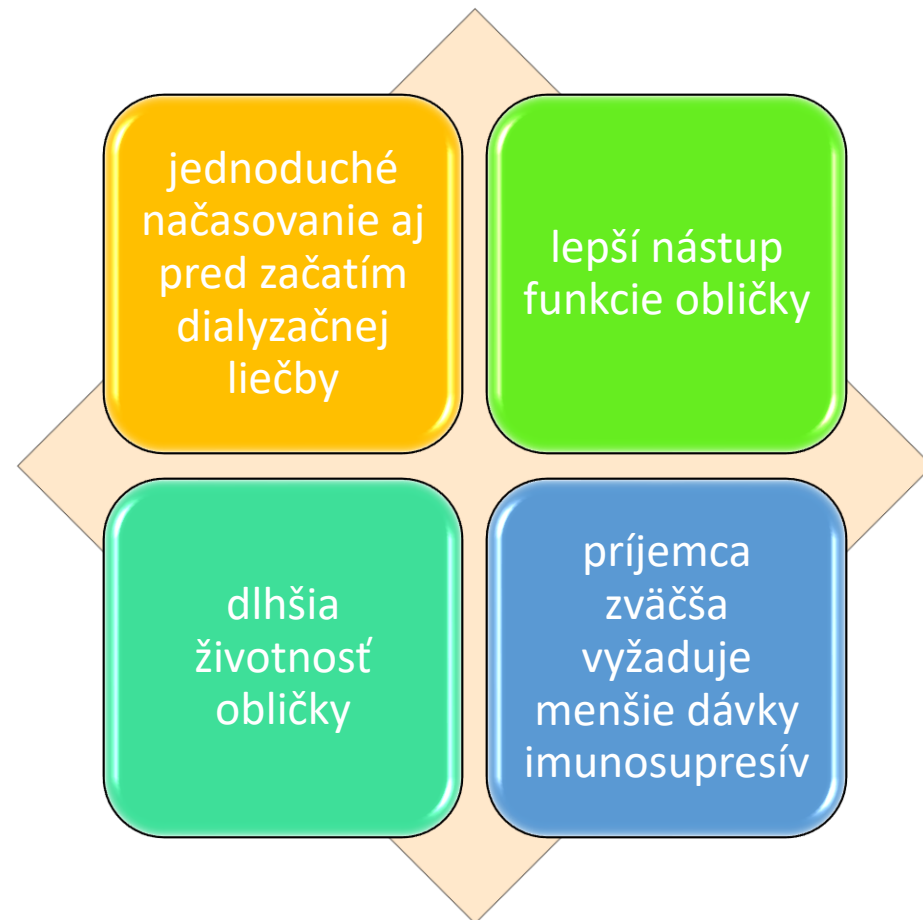 jednoduché
načasovanie aj
pred začatím
dialyzačnej
liečby
lepší nástup
funkcie obličky
dlhšia
životnosť
obličky
príjemca
zväčša
vyžaduje
menšie dávky
imunosupresív